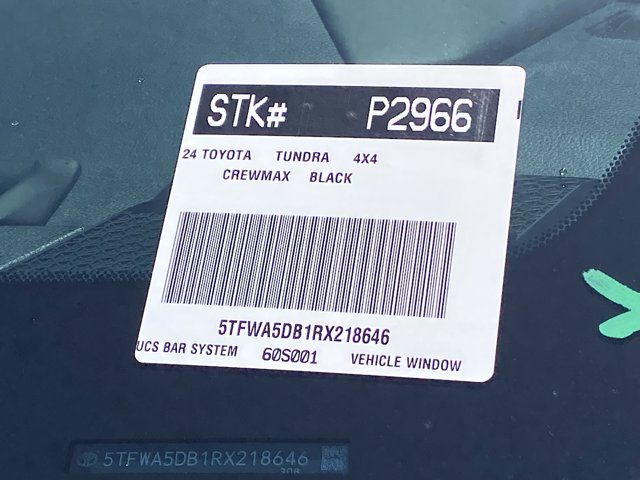 STK# P2966
24 TOYOTA TUNDRA 4X4
CREWMAX BLACK
5TFWA5DB1RX218646
UCS BAR SYSTEM 60S001 VEHICLE WINDOW
5TFWA5DB1RX218646